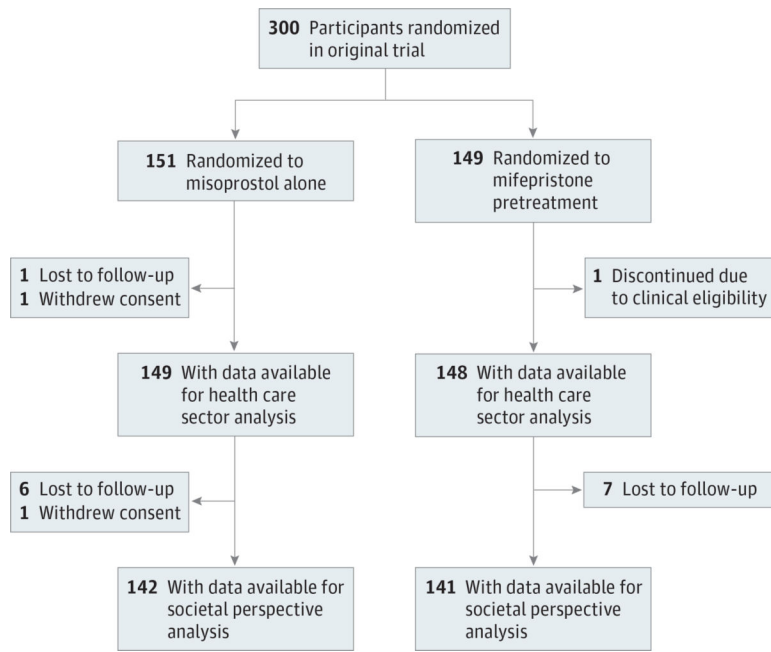 300 Participants randomized
in original trial
151 Randomized to
misoprostol alone
149 Randomized to
mifepristone
pretreatment
1 Lost to follow-up
1 Withdrew consent
1 Discontinued due
to clinical eligibility
149 With data available
for health care
sector analysis
148 With data available
for health care
sector analysis
6 Lost to follow-up
1 Withdrew consent
7 Lost to follow-up
142 With data available for
societal perspective
analysis
141 With data available for
societal perspective
analysis